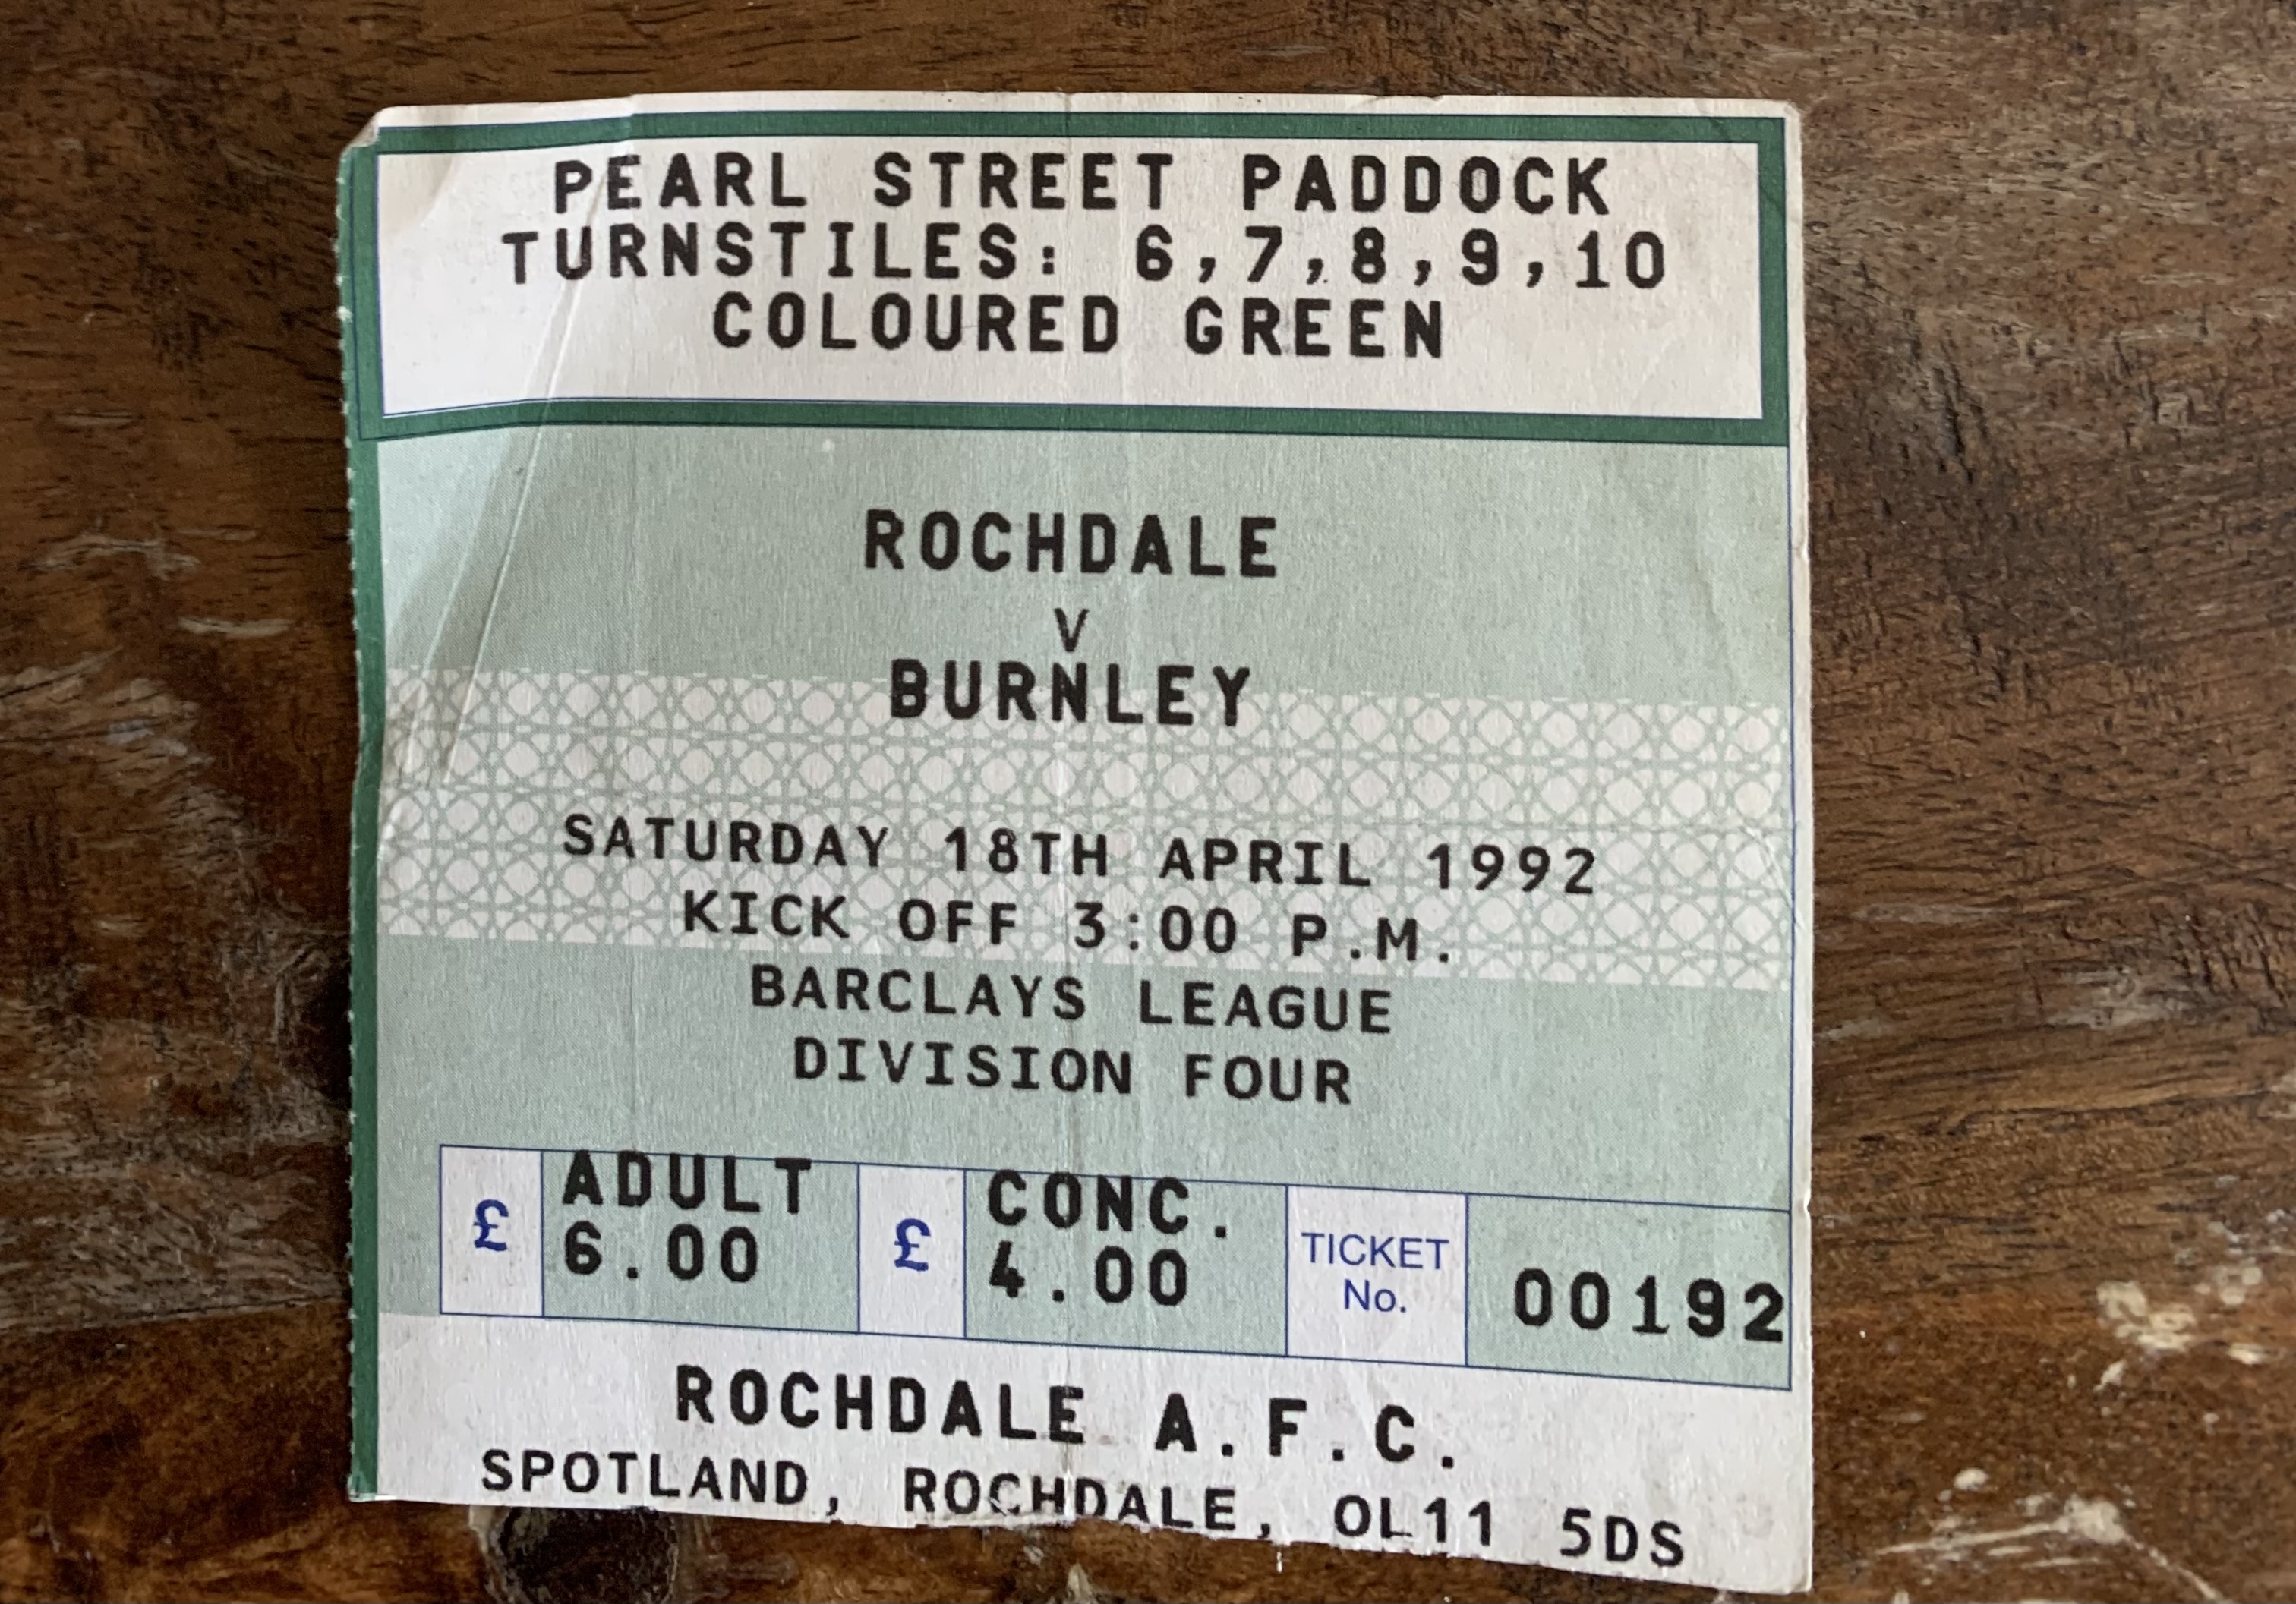 PEARL STREET PADDOCK
TURNSTILES: 6,7,8,9,10
COLOURED GREEN
ROCHDALE
V
BURNLEY
SATURDAY 18TH APRIL 1992
KICK OFF 3:00 P.M.
BARCLAYS LEAGUE
DIVISION FOUR
£ ADULT 6.00 £ CONC. 4.00 TICKET No. 00192
ROCHDALE A.F.C.
SPOTLAND, ROCHDALE, OL11 5DS